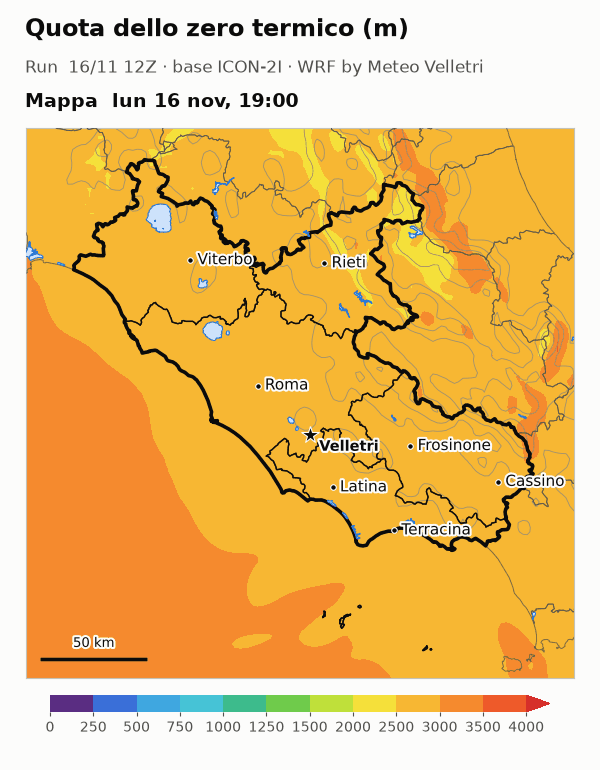 Quota dello zero termico (m)
Run 16/11 12Z · base ICON-2I · WRF by Meteo Velletri
Mappa lun 16 nov, 19:00
Viterbo
Rieti
Roma
Velletri
Frosinone
Latina
Cassino
Terracina
50 km
0 250 500 750 1000 1250 1500 2000 2500 3000 3500 4000